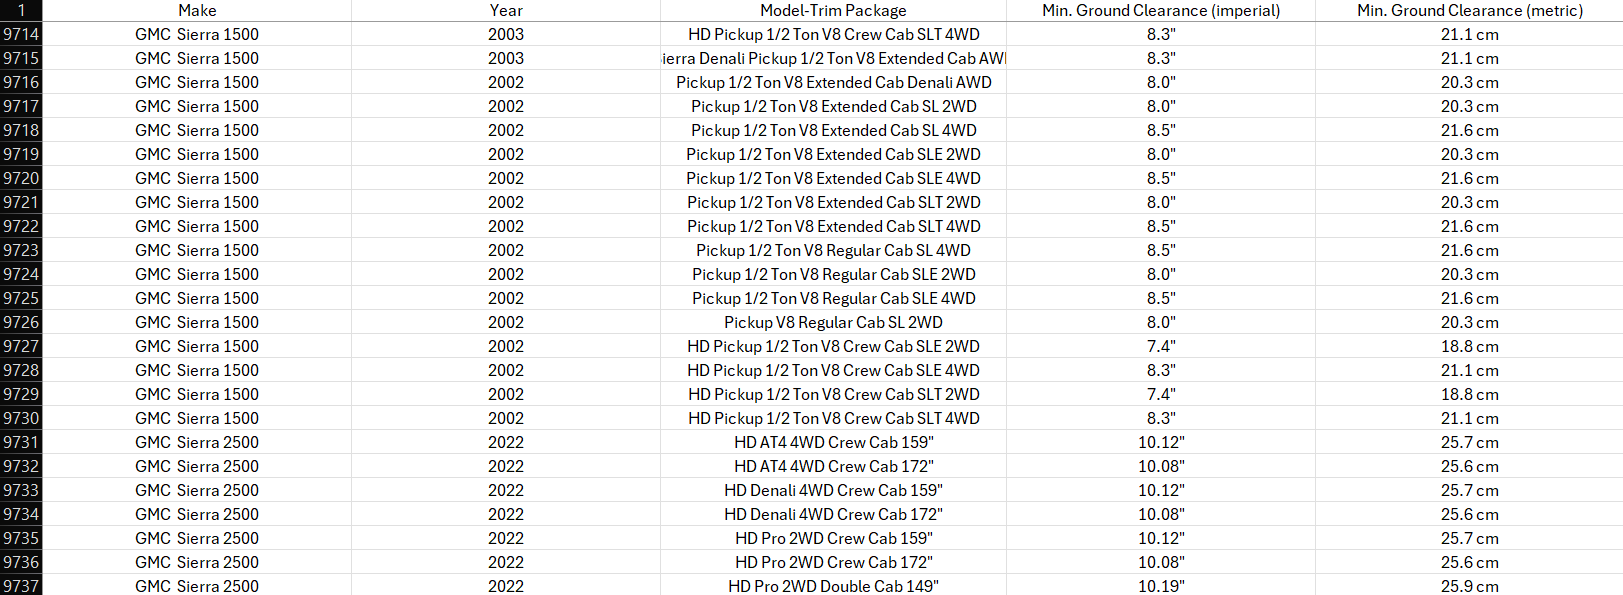 1 Make Year Model-Trim Package Min. Ground Clearance (imperial) Min. Ground Clearance (metric)
9714 GMC Sierra 1500 2003 HD Pickup 1/2 Ton V8 Crew Cab SLT 4WD 8.3" 21.1 cm
9715 GMC Sierra 1500 2003 ierra Denali Pickup 1/2 Ton V8 Extended Cab AW 8.3" 21.1 cm
9716 GMC Sierra 1500 2002 Pickup 1/2 Ton V8 Extended Cab Denali AWD 8.0" 20.3 cm
9717 GMC Sierra 1500 2002 Pickup 1/2 Ton V8 Extended Cab SL 2WD 8.0" 20.3 cm
9718 GMC Sierra 1500 2002 Pickup 1/2 Ton V8 Extended Cab SL 4WD 8.5" 21.6 cm
9719 GMC Sierra 1500 2002 Pickup 1/2 Ton V8 Extended Cab SLE 2WD 8.0" 20.3 cm
9720 GMC Sierra 1500 2002 Pickup 1/2 Ton V8 Extended Cab SLE 4WD 8.5" 21.6 cm
9721 GMC Sierra 1500 2002 Pickup 1/2 Ton V8 Extended Cab SLT 2WD 8.0" 20.3 cm
9722 GMC Sierra 1500 2002 Pickup 1/2 Ton V8 Extended Cab SLT 4WD 8.5" 21.6 cm
9723 GMC Sierra 1500 2002 Pickup 1/2 Ton V8 Regular Cab SL 4WD 8.5" 21.6 cm
9724 GMC Sierra 1500 2002 Pickup 1/2 Ton V8 Regular Cab SLE 2WD 8.0" 20.3 cm
9725 GMC Sierra 1500 2002 Pickup 1/2 Ton V8 Regular Cab SLE 4WD 8.5" 21.6 cm
9726 GMC Sierra 1500 2002 Pickup V8 Regular Cab SL 2WD 8.0" 20.3 cm
9727 GMC Sierra 1500 2002 HD Pickup 1/2 Ton V8 Crew Cab SLE 2WD 7.4" 18.8 cm
9728 GMC Sierra 1500 2002 HD Pickup 1/2 Ton V8 Crew Cab SLE 4WD 8.3" 21.1 cm
9729 GMC Sierra 1500 2002 HD Pickup 1/2 Ton V8 Crew Cab SLT 2WD 7.4" 18.8 cm
9730 GMC Sierra 1500 2002 HD Pickup 1/2 Ton V8 Crew Cab SLT 4WD 8.3" 21.1 cm
9731 GMC Sierra 2500 2022 HD AT4 4WD Crew Cab 159" 10.12" 25.7 cm
9732 GMC Sierra 2500 2022 HD AT4 4WD Crew Cab 172" 10.08" 25.6 cm
9733 GMC Sierra 2500 2022 HD Denali 4WD Crew Cab 159" 10.12" 25.7 cm
9734 GMC Sierra 2500 2022 HD Denali 4WD Crew Cab 172" 10.08" 25.6 cm
9735 GMC Sierra 2500 2022 HD Pro 2WD Crew Cab 159" 10.12" 25.7 cm
9736 GMC Sierra 2500 2022 HD Pro 2WD Crew Cab 172" 10.08" 25.6 cm
9737 GMC Sierra 2500 2022 HD Pro 2WD Double Cab 149" 10.19" 25.9 cm